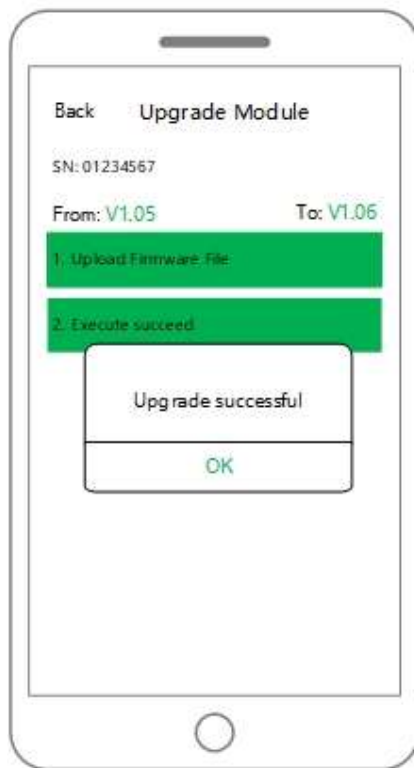 Back Upgrade Module
SN: 01234567
From: V1.05 To: V1.06
1. Upload Firmware File
2. Execute succeed
Upgrade successful
OK